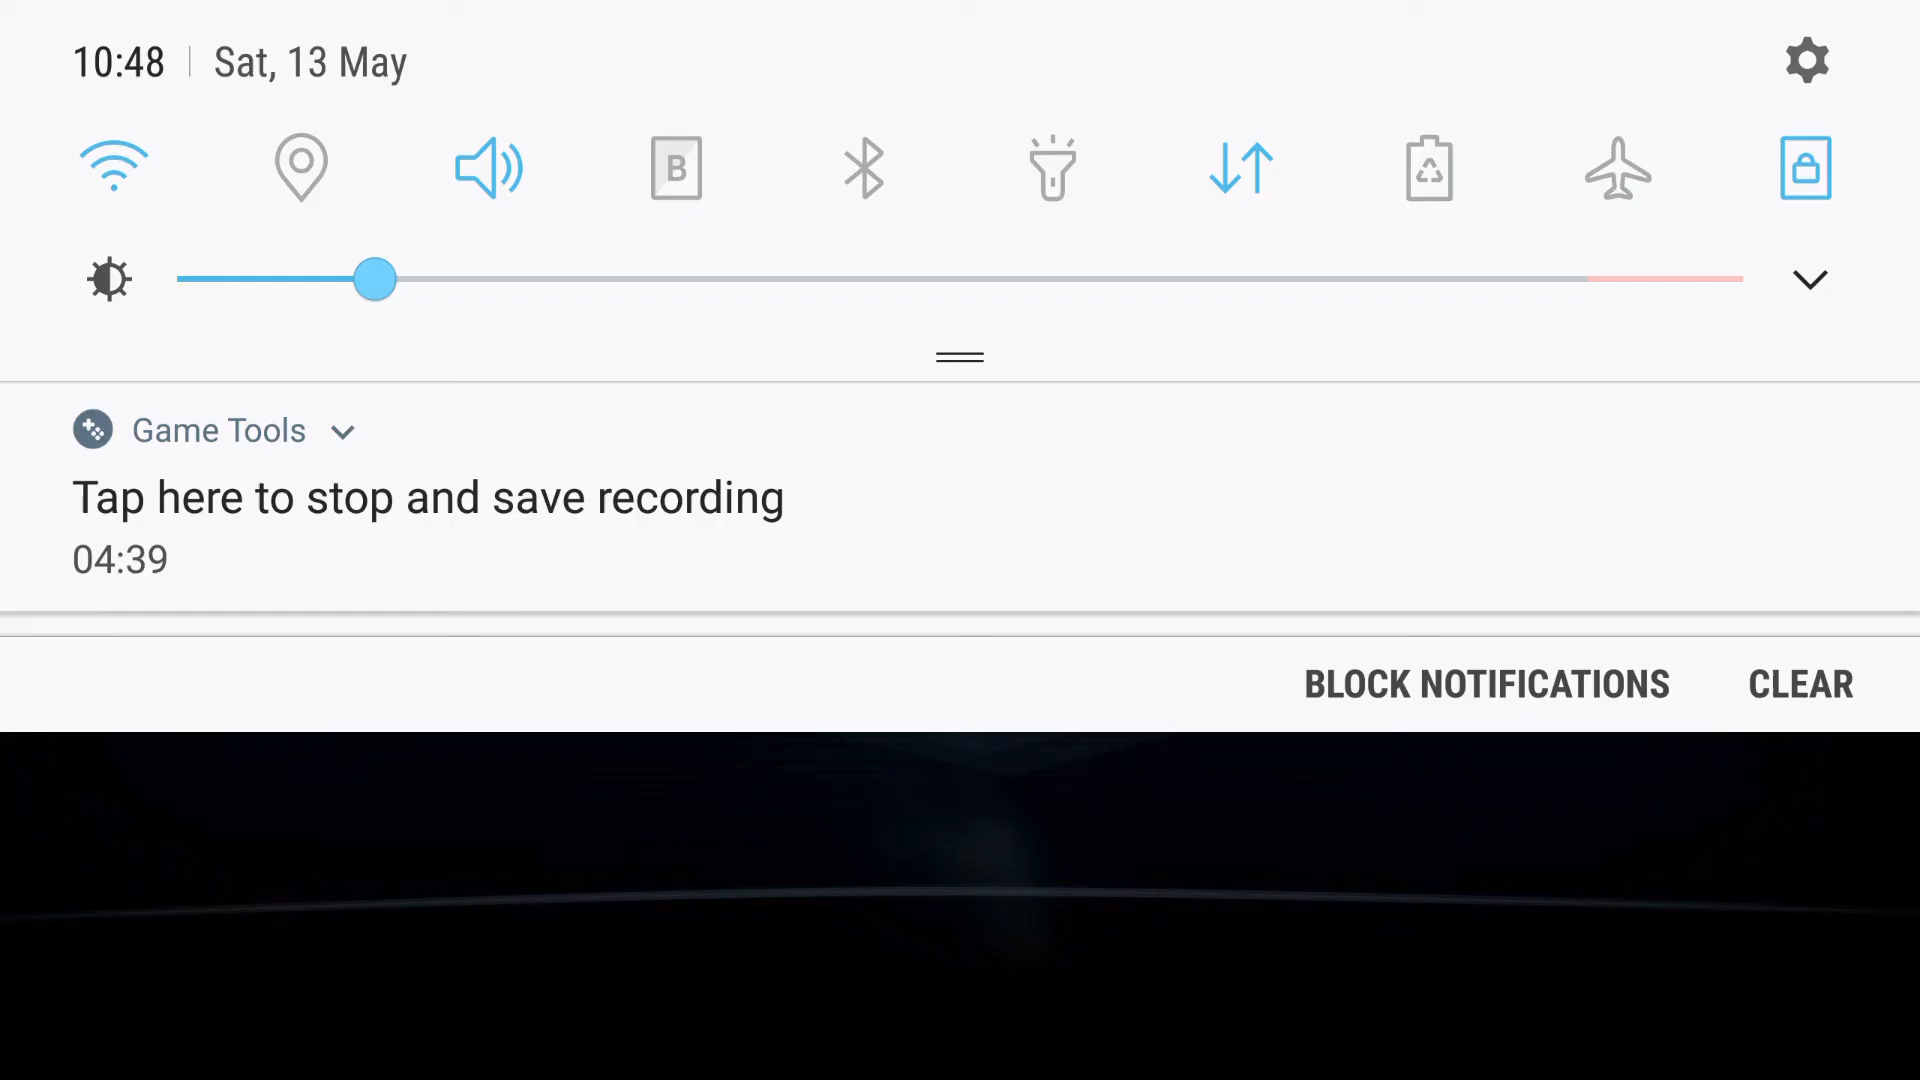 10:48 Sat, 13 May
B
Game Tools
Tap here to stop and save recording
04:39
BLOCK NOTIFICATIONS CLEAR